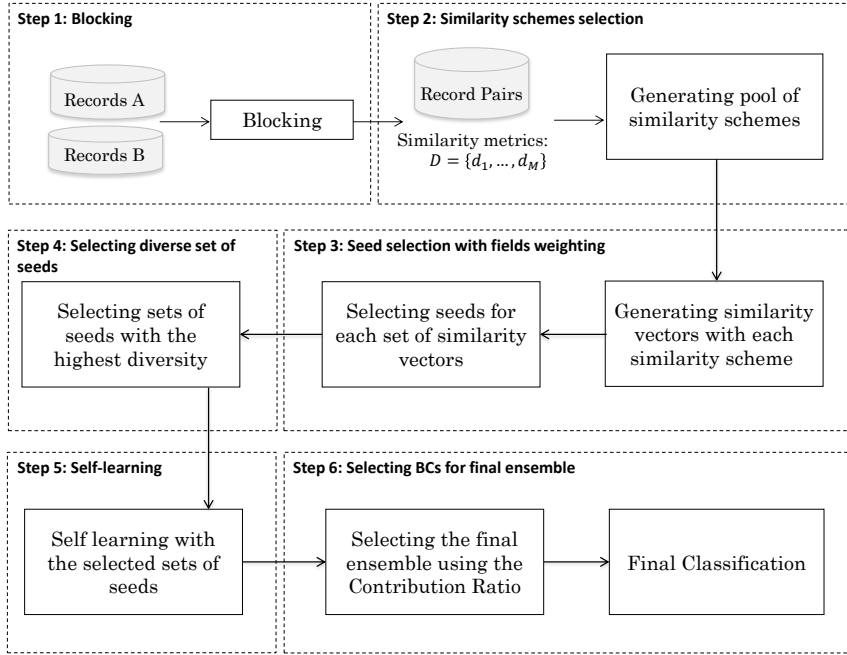 Step 1: Blocking
Records A
Records B
Blocking
Step 2: Similarity schemes selection
Record Pairs
Similarity metrics:
D = {d₁, … , d_M}
Generating pool of
similarity schemes
Step 3: Seed selection with fields weighting
Generating similarity
vectors with each
similarity scheme
Selecting seeds for
each set of similarity
vectors
Step 4: Selecting diverse set of
seeds
Selecting sets of
seeds with the
highest diversity
Step 5: Self-learning
Self learning with
the selected sets of
seeds
Step 6: Selecting BCs for final ensemble
Selecting the final
ensemble using the
Contribution Ratio
Final Classification